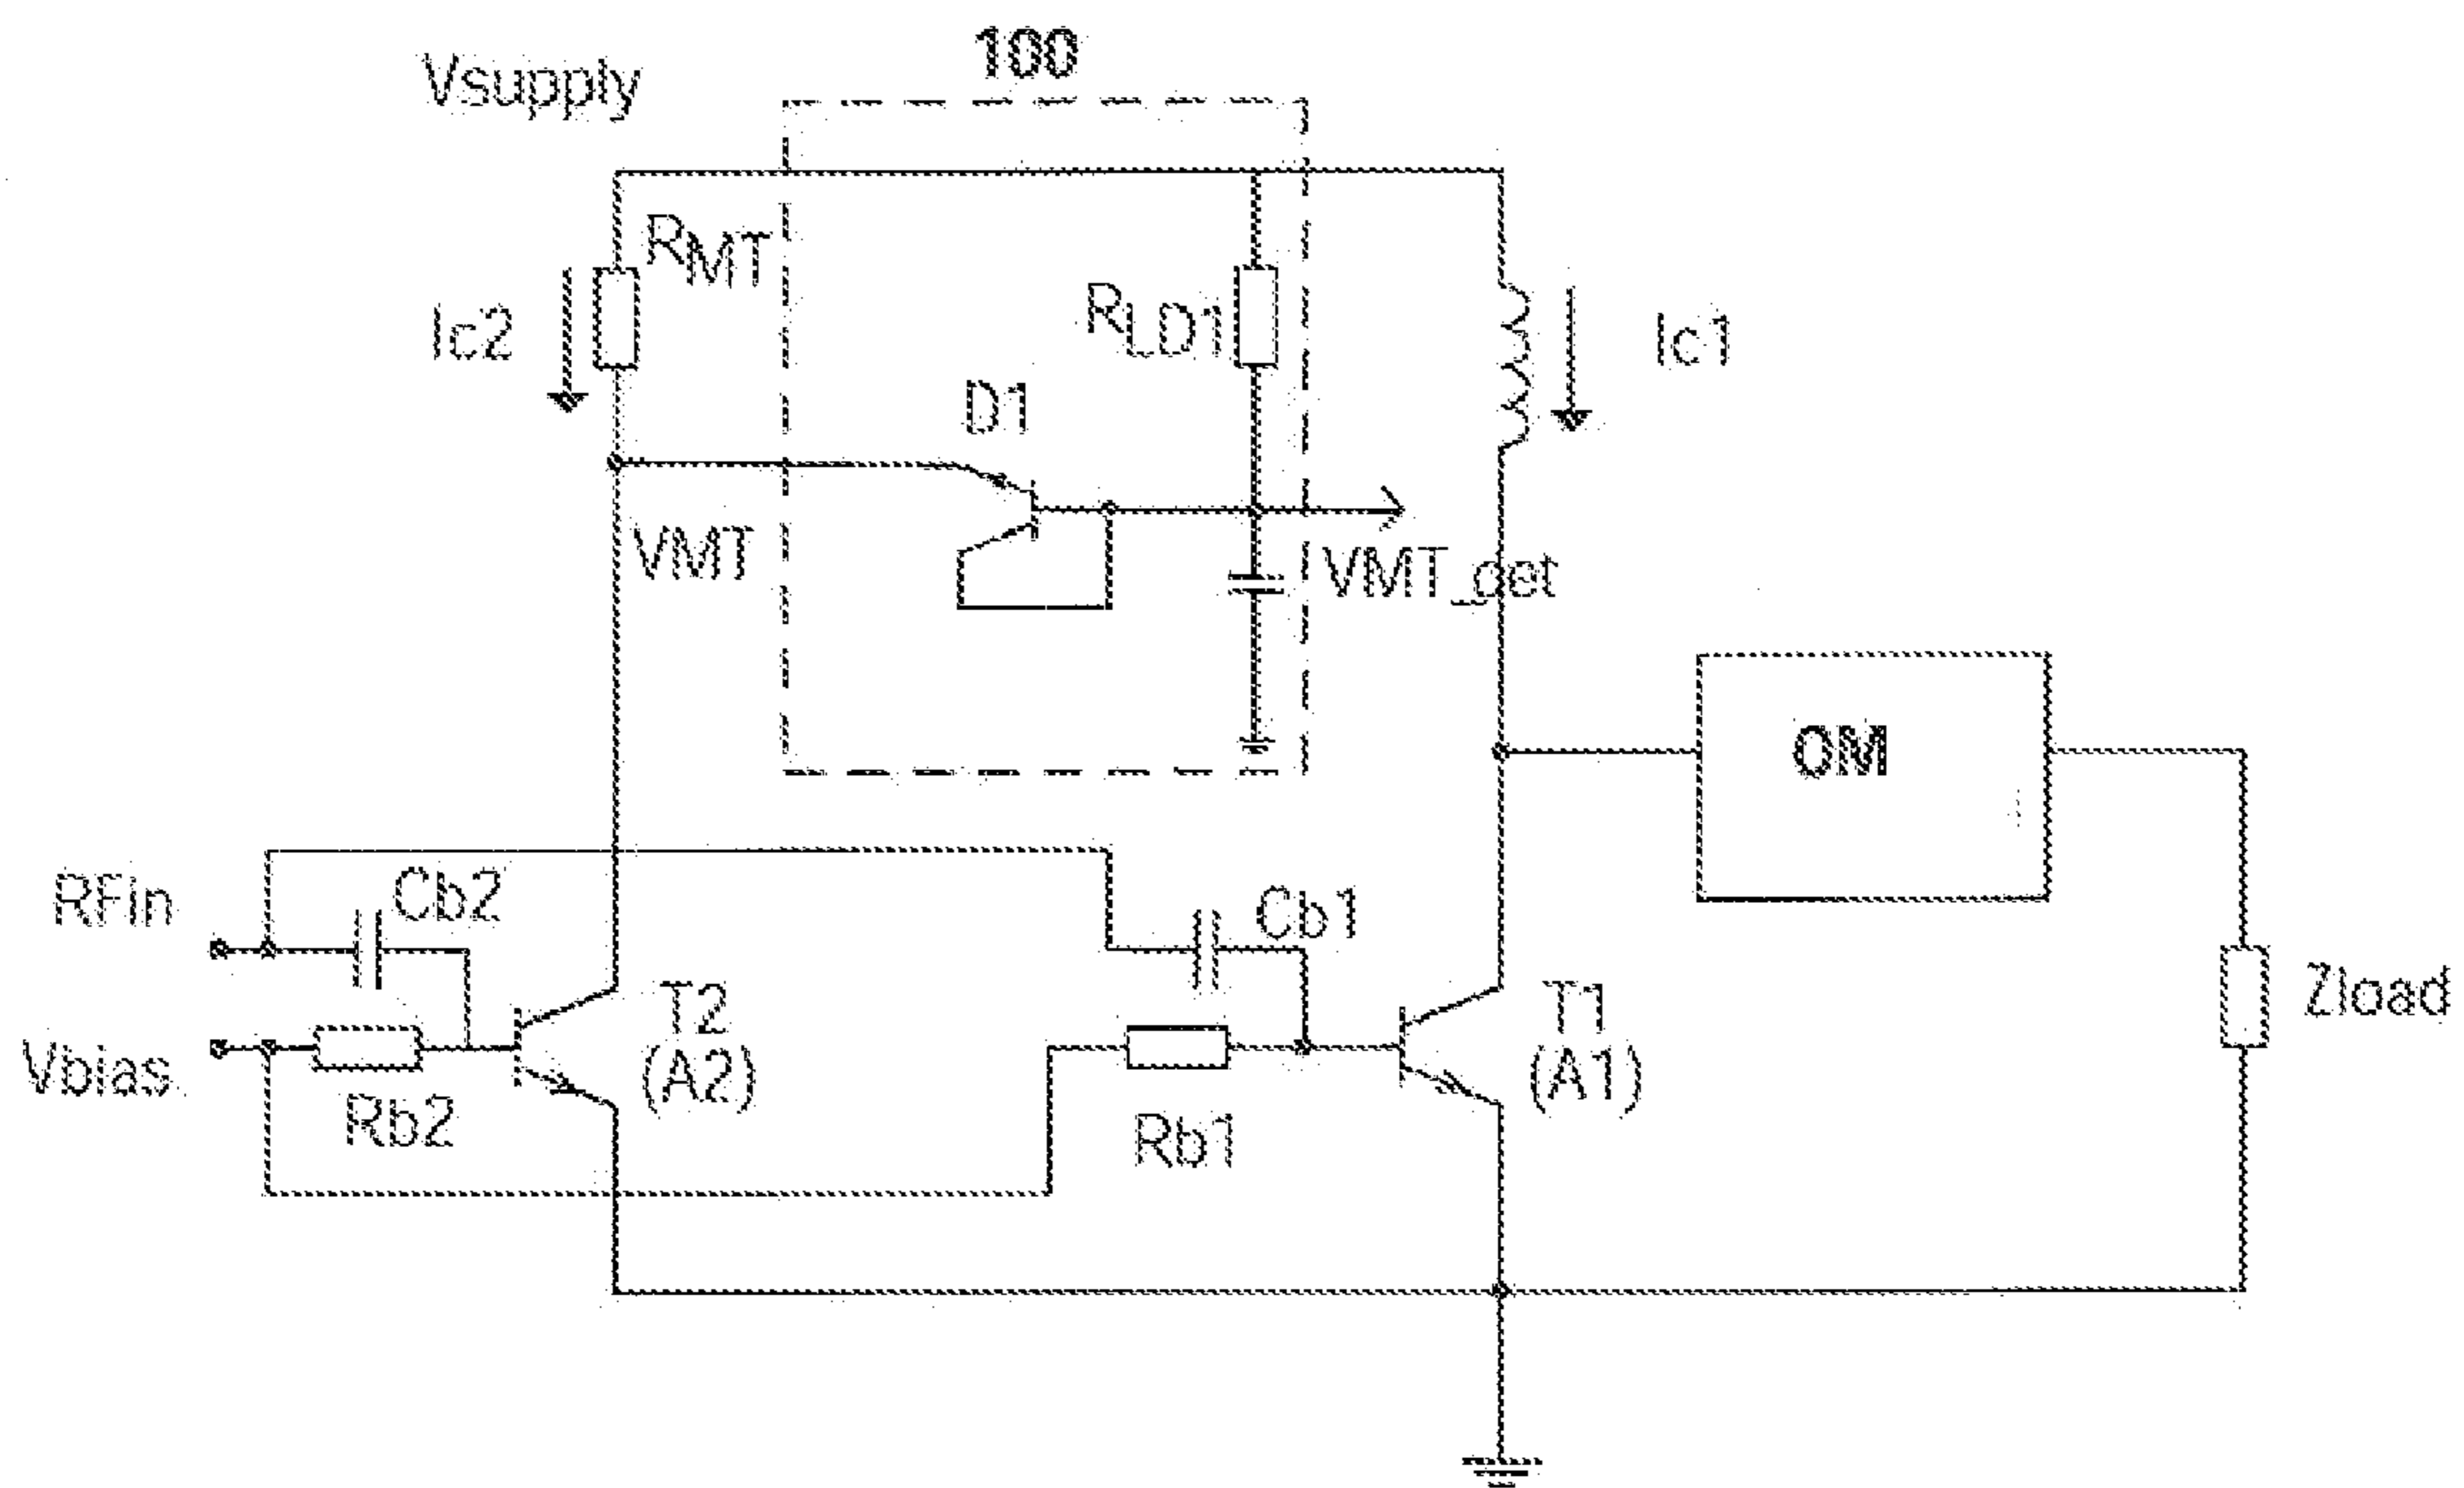 100
Vsupply
RMT
Ic2
RLD1
Ic1
D1
VMT
VMT_det
OM
RFin
Cb2
Cb1
T2
(A2)
T1
(A1)
Zload
Vbias
Rb2
Rb1